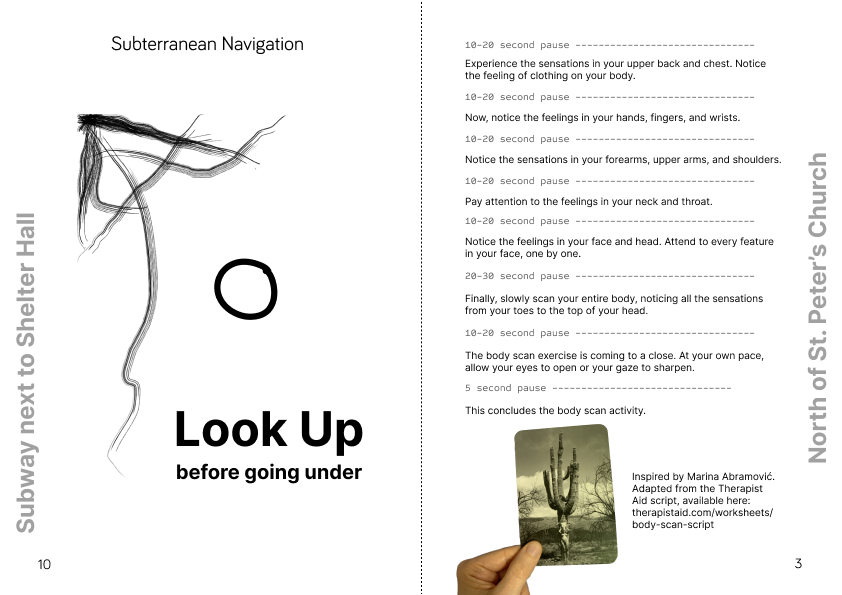 Subterranean Navigation
Subway next to Shelter Hall
Look Up
before going under
10
10–20 second pause -------------------------------
Experience the sensations in your upper back and chest. Notice
the feeling of clothing on your body.
10–20 second pause -------------------------------
Now, notice the feelings in your hands, fingers, and wrists.
10–20 second pause -------------------------------
Notice the sensations in your forearms, upper arms, and shoulders.
10–20 second pause -------------------------------
Pay attention to the feelings in your neck and throat.
10–20 second pause -------------------------------
Notice the feelings in your face and head. Attend to every feature
in your face, one by one.
20–30 second pause -------------------------------
Finally, slowly scan your entire body, noticing all the sensations
from your toes to the top of your head.
10–20 second pause -------------------------------
The body scan exercise is coming to a close. At your own pace,
allow your eyes to open or your gaze to sharpen.
5 second pause -------------------------------
This concludes the body scan activity.
Inspired by Marina Abramović.
Adapted from the Therapist
Aid script, available here:
therapistaid.com/worksheets/
body-scan-script
North of St. Peter’s Church
3